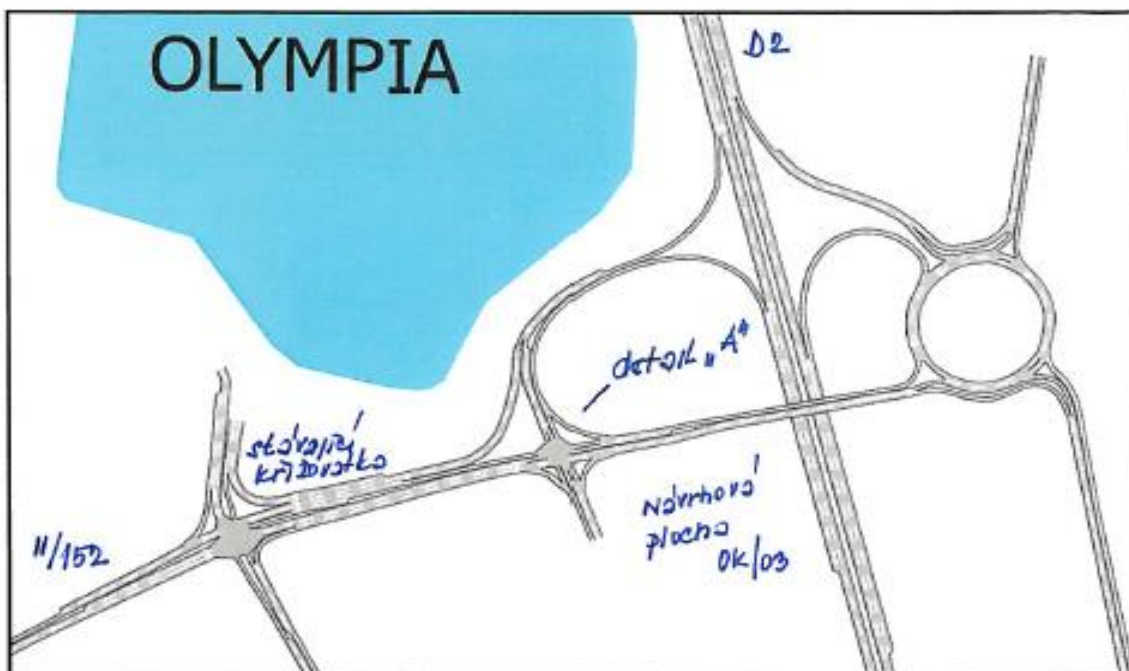 OLYMPIA
D2
detail "A"
stávající
křižovatka
II/152
Návrhová
plocha
OK/03